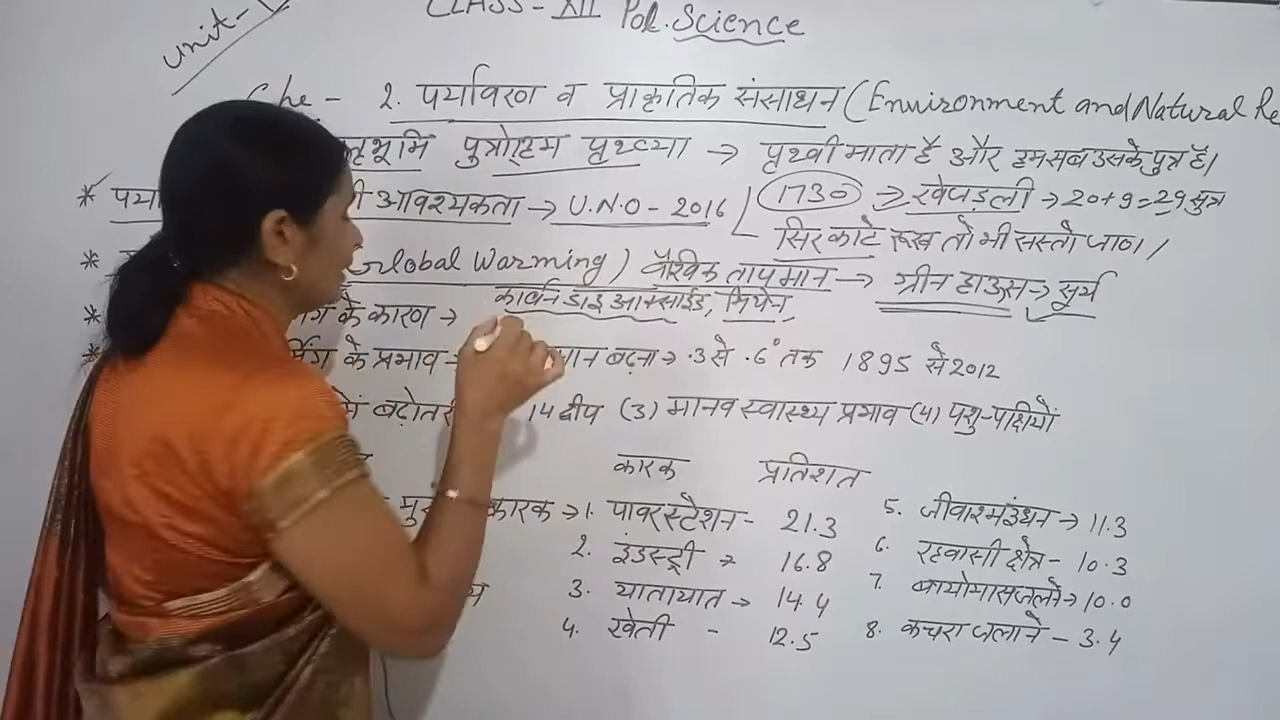 Unit-
CLASS-XII Pol. Science
Che - 2. पर्यावरण व प्राकृतिक संसाधन (Environment and Natural Re
भूमि पुत्रोऽहम पृथ्व्या → पृथ्वी माता है और हम सब उसके पुत्र हैं।
* पर्या आवश्यकता → U.N.O - 2016 1730 ⇒ खेजड़ली → 20+9=29 सूत्र
सिर काटे रूख तो भी सस्तो जाण।
* Global Warming) वैश्विक तापमान → ग्रीन हाउस → सूर्य
कार्बन डाइ आक्साईड, मिथेन,
* के कारण →
* के प्रभाव → बढ़ना → .3 से .6° तक 1895 से 2012
में बढ़ोतरी 14 द्वीप (3) मानव स्वास्थ्य प्रभाव (4) पशु-पक्षियों
कारक प्रतिशत
कारक → 1. पावर स्टेशन - 21.3 5. जीवाश्म इंधन → 11.3
2. इंडस्ट्री → 16.8 6. रहवासी क्षेत्र - 10.3
3. यातायात → 14.4 7. बायोमास जलने → 10.0
4. खेती - 12.5 8. कचरा जलाने - 3.4